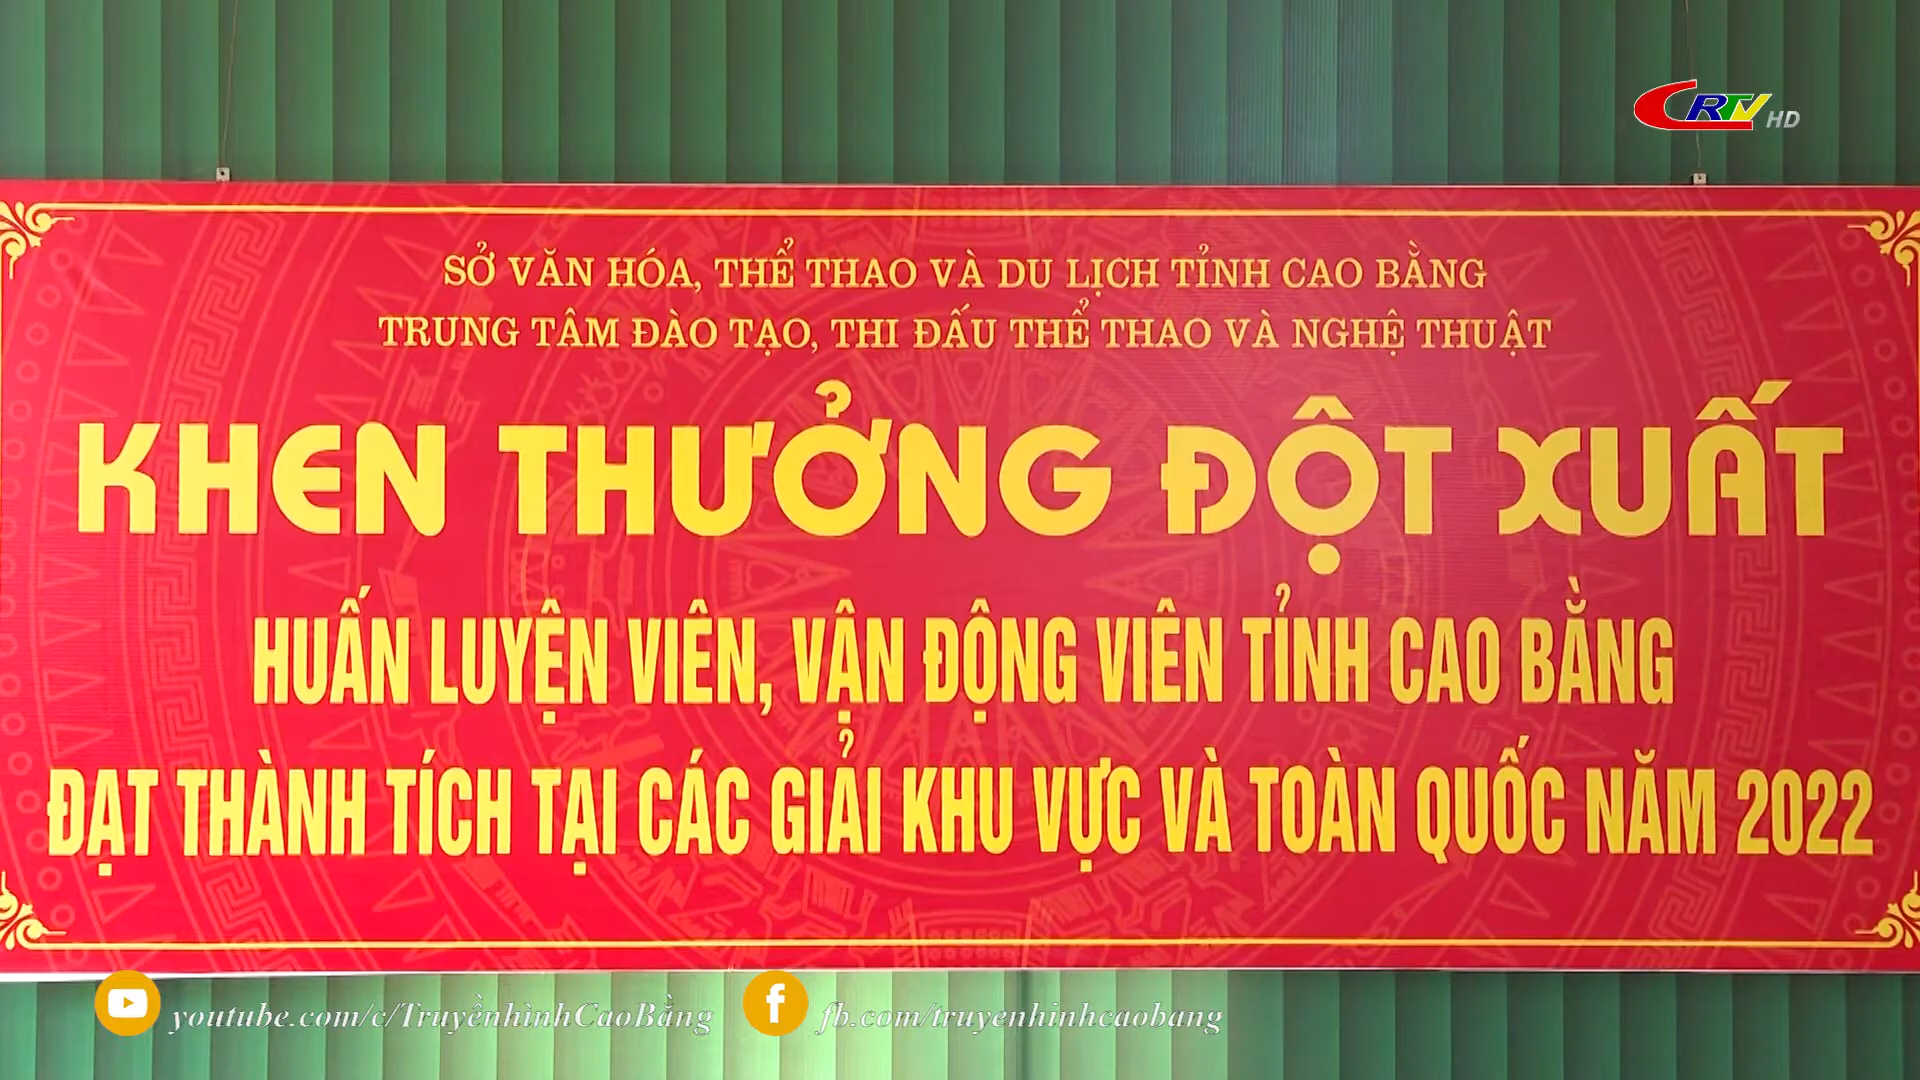 CRTV HD
SỞ VĂN HÓA, THỂ THAO VÀ DU LỊCH TỈNH CAO BẰNG
TRUNG TÂM ĐÀO TẠO, THI ĐẤU THỂ THAO VÀ NGHỆ THUẬT
KHEN THƯỞNG ĐỘT XUẤT
HUẤN LUYỆN VIÊN, VẬN ĐỘNG VIÊN TỈNH CAO BẰNG
ĐẠT THÀNH TÍCH TẠI CÁC GIẢI KHU VỰC VÀ TOÀN QUỐC NĂM 2022
youtube.com/c/TruyềnhìnhCaoBằng fb.com/truyenhinhcaobang